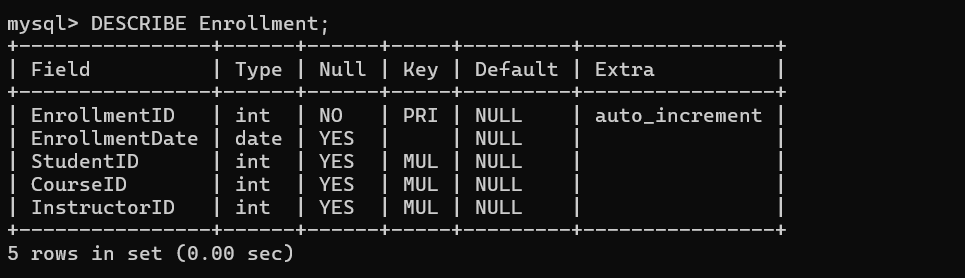 mysql> DESCRIBE Enrollment;
+----------------+------+------+-----+---------+----------------+
| Field          | Type | Null | Key | Default | Extra          |
+----------------+------+------+-----+---------+----------------+
| EnrollmentID   | int  | NO   | PRI | NULL    | auto_increment |
| EnrollmentDate | date | YES  |     | NULL    |                |
| StudentID      | int  | YES  | MUL | NULL    |                |
| CourseID       | int  | YES  | MUL | NULL    |                |
| InstructorID   | int  | YES  | MUL | NULL    |                |
+----------------+------+------+-----+---------+----------------+
5 rows in set (0.00 sec)